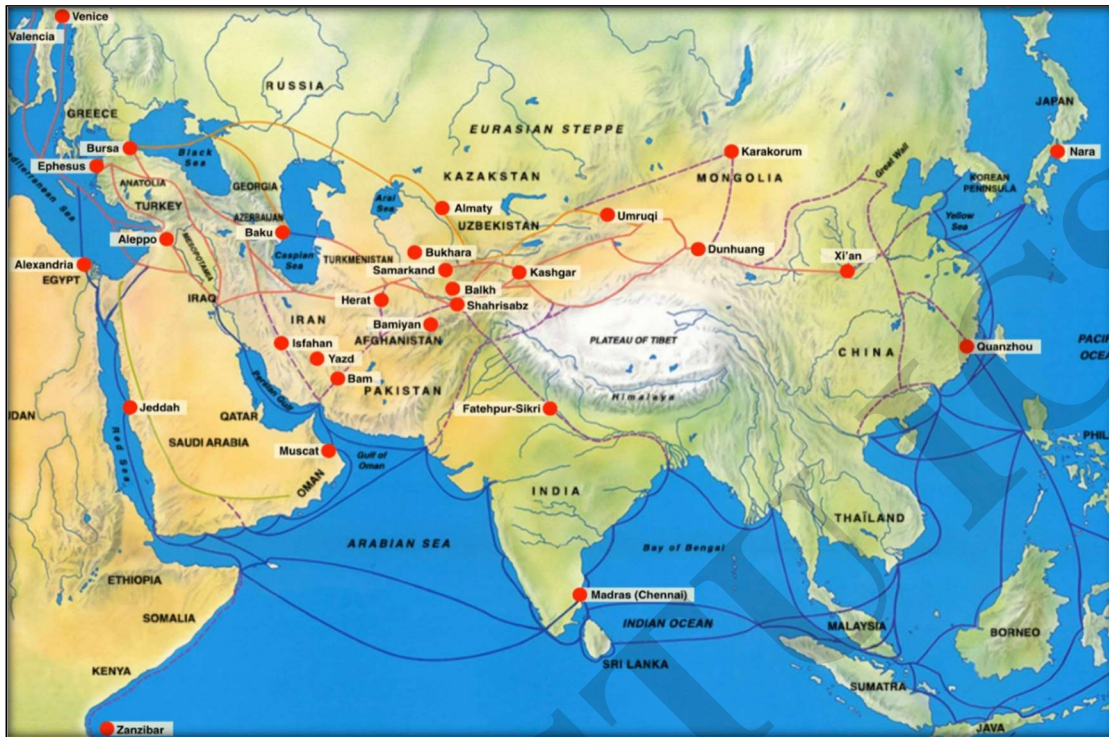 Venice
Valencia
RUSSIA
GREECE
JAPAN
EURASIAN STEPPE
Bursa
Black
Sea
Karakorum
Nara
Ephesus
GEORGIA
KAZAKSTAN
MONGOLIA
Great Wall
KOREAN
PENINSULA
ANATOLIA
TURKEY
Aral
Sea
Almaty
Umruqi
AZERBAIJAN
UZBEKISTAN
Yellow
Sea
Baku
Aleppo
MESOPOTAMIA
Bukhara
Dunhuang
Xi'an
Caspian
Sea
TURKMENISTAN
Alexandria
EGYPT
Samarkand
Kashgar
Balkh
IRAQ
Herat
Shahrisabz
IRAN
Bamiyan
AFGHANISTAN
PLATEAU OF TIBET
Isfahan
CHINA
Quanzhou
Yazd
Bam
PAKISTAN
Persian Gulf
Himalaya
Jeddah
QATAR
Fatehpur-Sikri
SAUDI ARABIA
Red Sea
Muscat
Gulf of
Oman
OMAN
INDIA
THAÏLAND
ARABIAN SEA
Bay of Bengal
ETHIOPIA
Madras (Chennai)
SOMALIA
INDIAN OCEAN
MALAYSIA
BORNEO
KENYA
SRI LANKA
SUMATRA
Zanzibar
JAVA